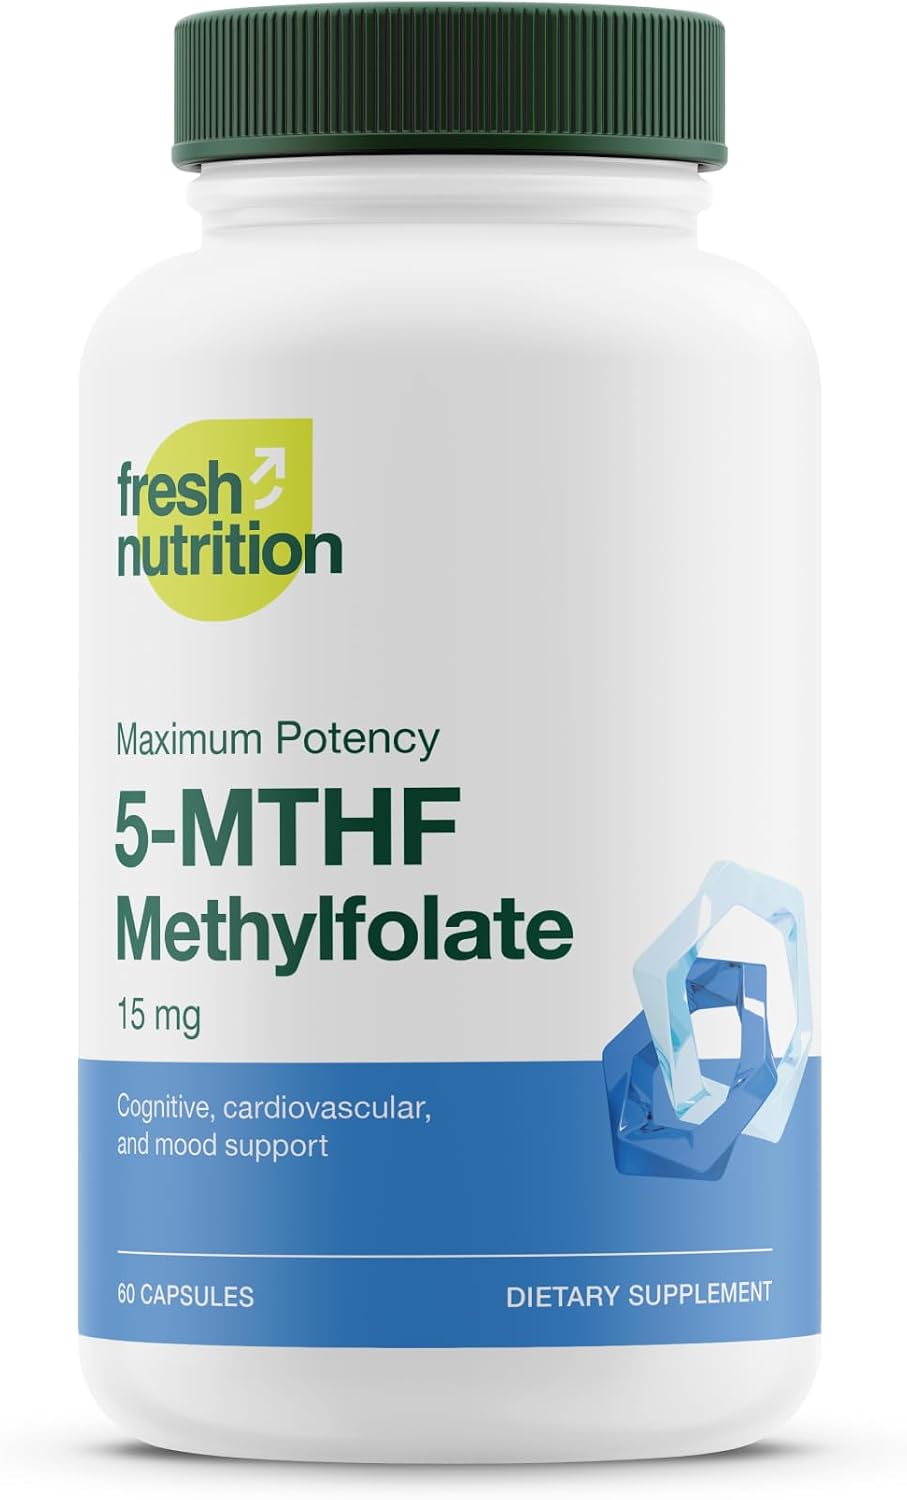 fresh
nutrition
Maximum Potency
5-MTHF
Methylfolate
15 mg
Cognitive, cardiovascular,
and mood support
60 CAPSULES
DIETARY SUPPLEMENT